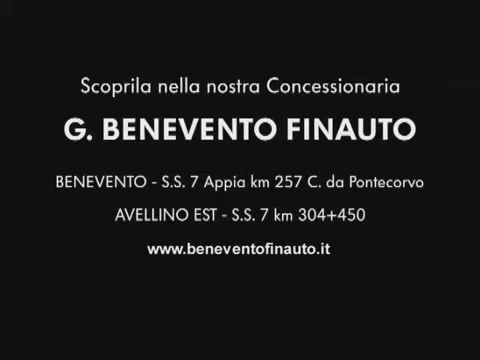 Scoprila nella nostra Concessionaria
G. BENEVENTO FINAUTO
BENEVENTO - S.S. 7 Appia km 257 C. da Pontecorvo
AVELLINO EST - S.S. 7 km 304+450
www.beneventofinauto.it